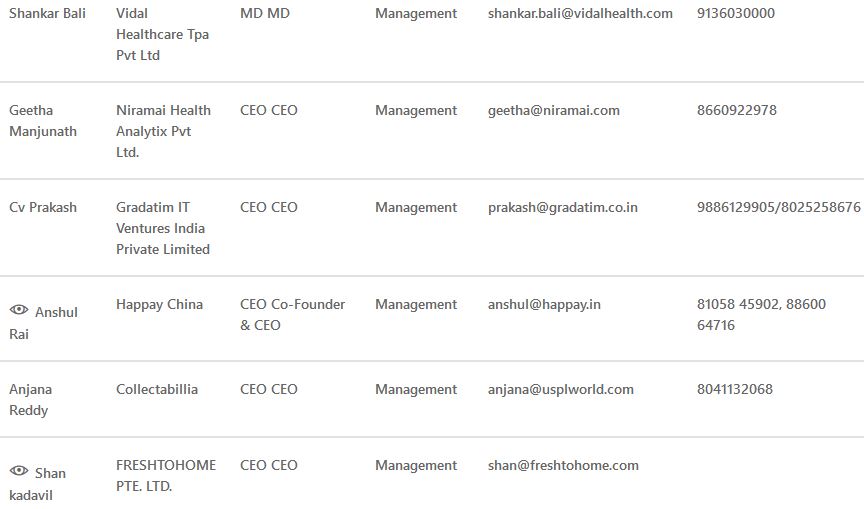 Shankar Bali Vidal MD MD Management shankar.bali@vidalhealth.com 9136030000
Healthcare Tpa
Pvt Ltd
Geetha Niramai Health CEO CEO Management geetha@niramai.com 8660922978
Manjunath Analytix Pvt
Ltd.
Cv Prakash Gradatim IT CEO CEO Management prakash@gradatim.co.in 9886129905/8025258676
Ventures India
Private Limited
Anshul Happay China CEO Co-Founder Management anshul@happay.in 81058 45902, 88600
Rai & CEO 64716
Anjana Collectabillia CEO CEO Management anjana@usplworld.com 8041132068
Reddy
Shan FRESHTOHOME CEO CEO Management shan@freshtohome.com
kadavil PTE. LTD.